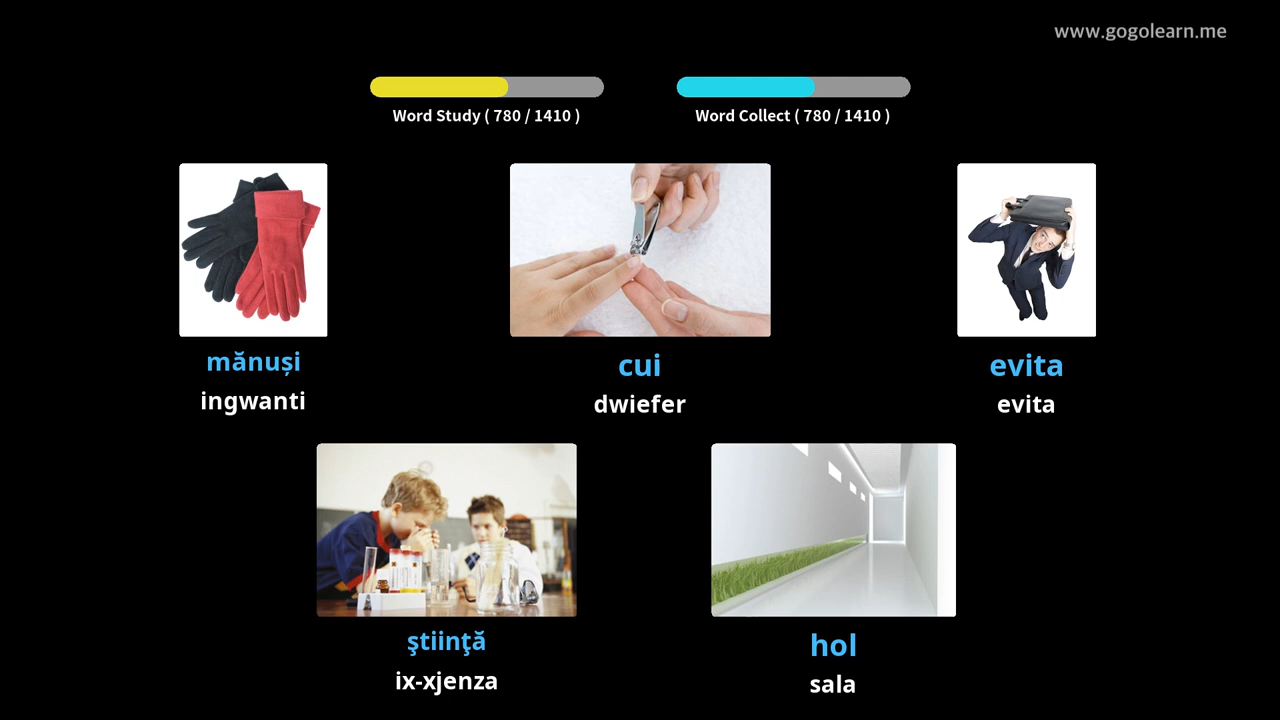 www.gogolearn.me
Word Study ( 780 / 1410 )
Word Collect ( 780 / 1410 )
mănuși
ingwanti
cui
dwiefer
evita
evita
ştiinţă
ix-xjenza
hol
sala